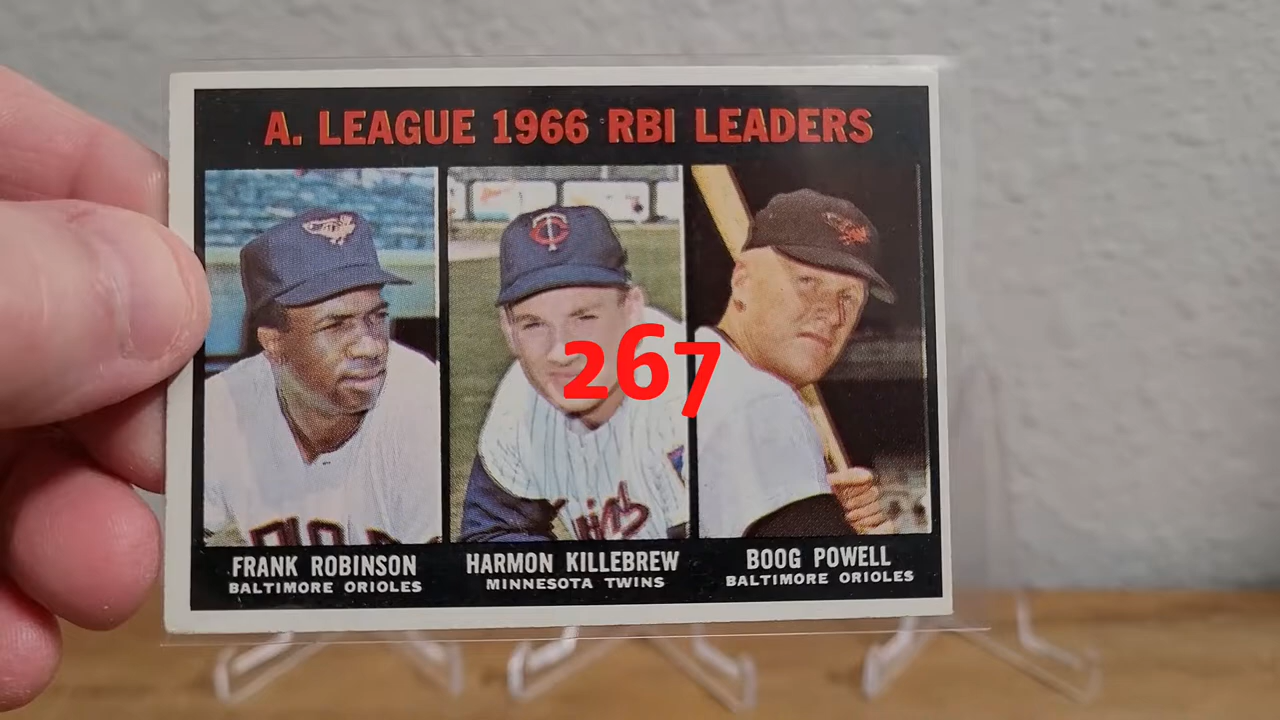 A. LEAGUE 1966 RBI LEADERS
267
FRANK ROBINSON
BALTIMORE ORIOLES
HARMON KILLEBREW
MINNESOTA TWINS
BOOG POWELL
BALTIMORE ORIOLES